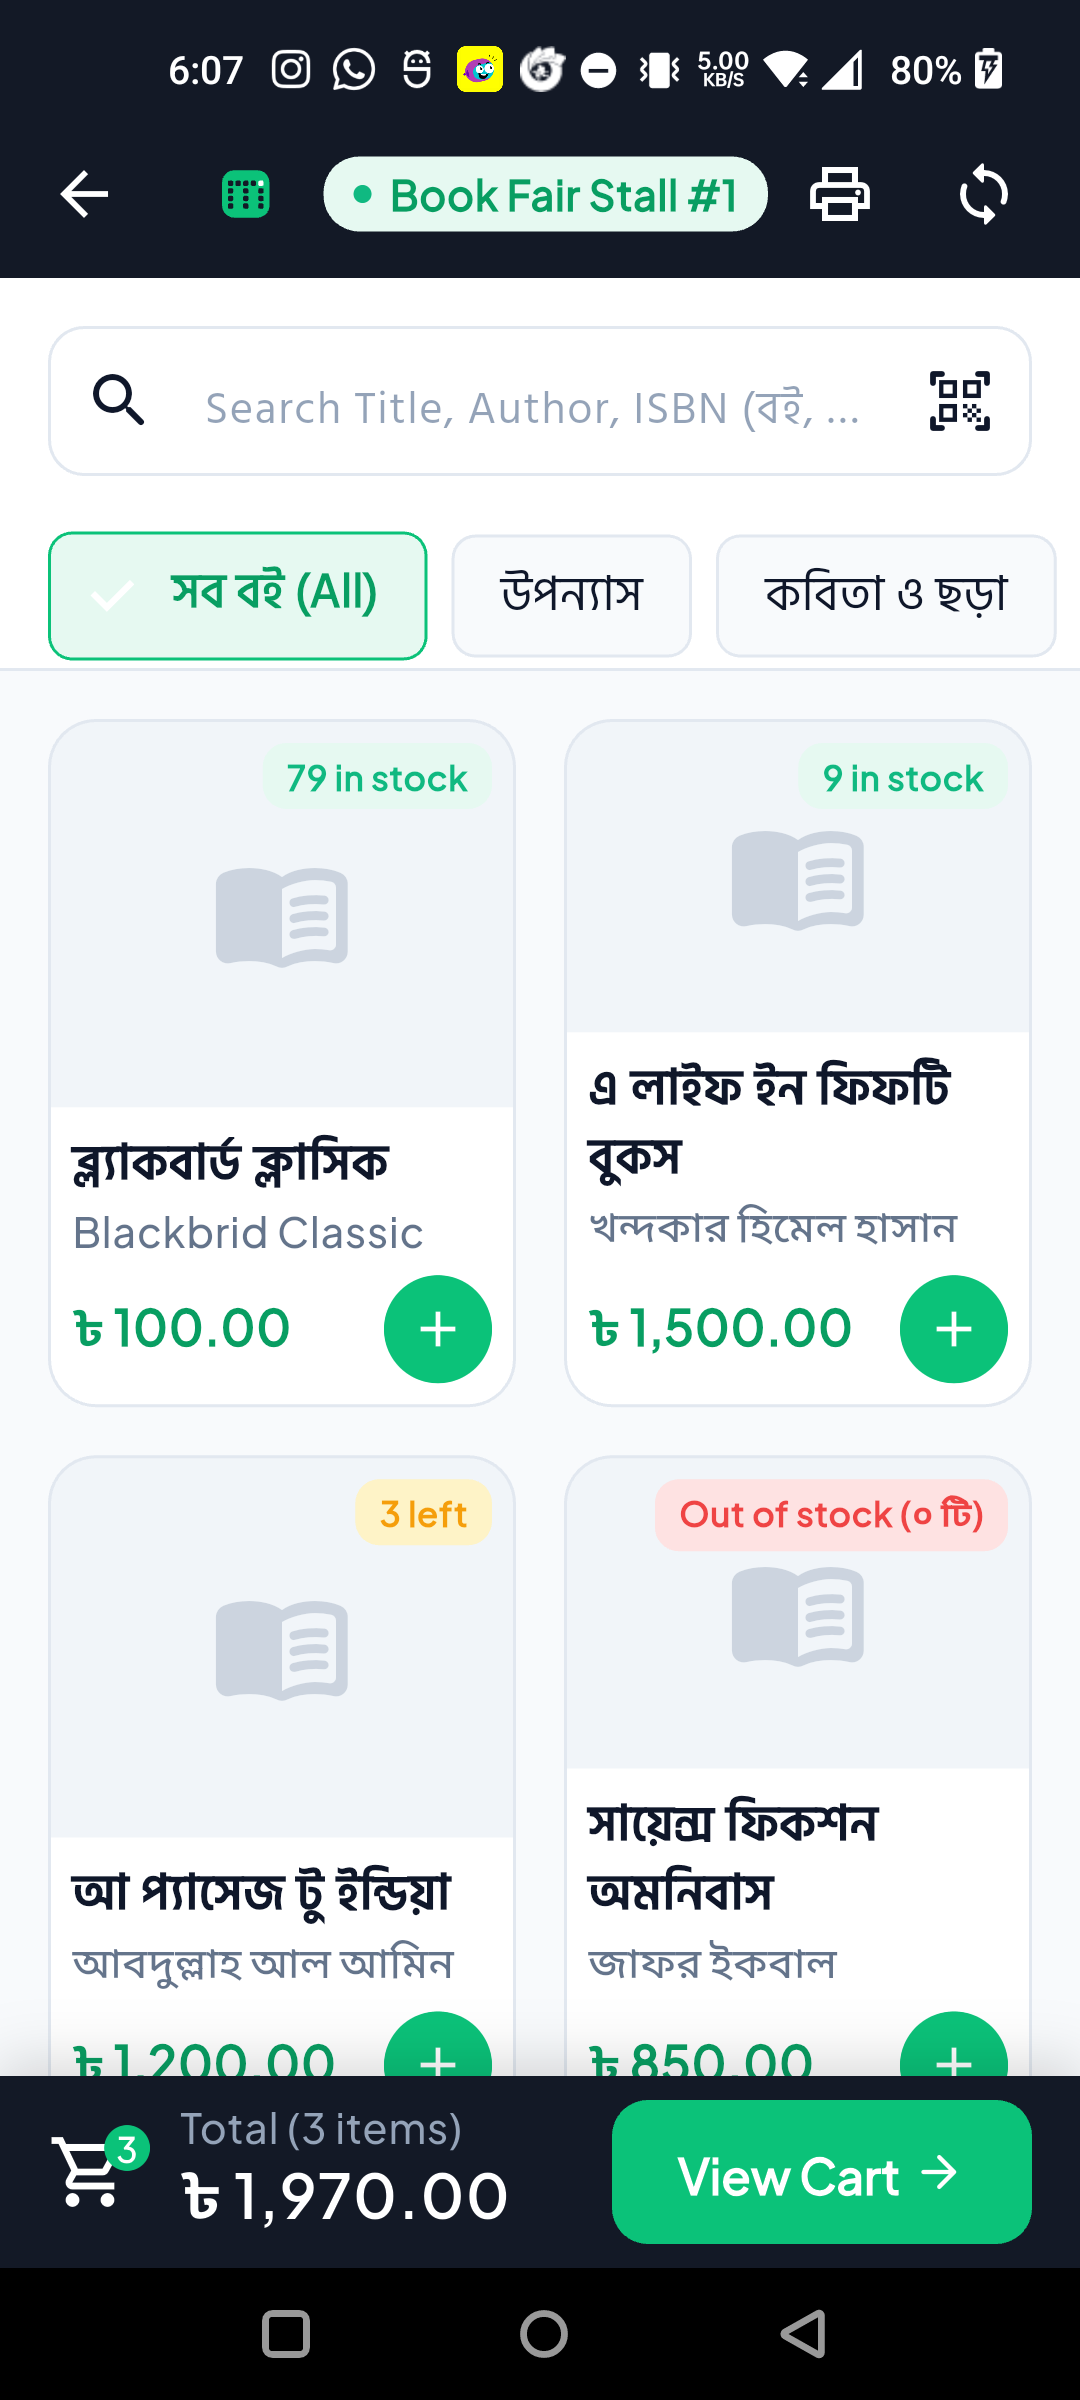 6:07
5.00
KB/S
80%
Book Fair Stall #1
Search Title, Author, ISBN (বই, ...
সব বই (All)
উপন্যাস
কবিতা ও ছড়া
79 in stock
9 in stock
ব্ল্যাকবার্ড ক্লাসিক
Blackbrid Classic
৳ 100.00
এ লাইফ ইন ফিফটি
বুকস
খন্দকার হিমেল হাসান
৳ 1,500.00
3 left
Out of stock (০ টি)
আ প্যাসেজ টু ইন্ডিয়া
আবদুল্লাহ আল আমিন
৳ 1,200.00
সায়েন্স ফিকশন
অমনিবাস
জাফর ইকবাল
৳ 850.00
3
Total (3 items)
৳ 1,970.00
View Cart →